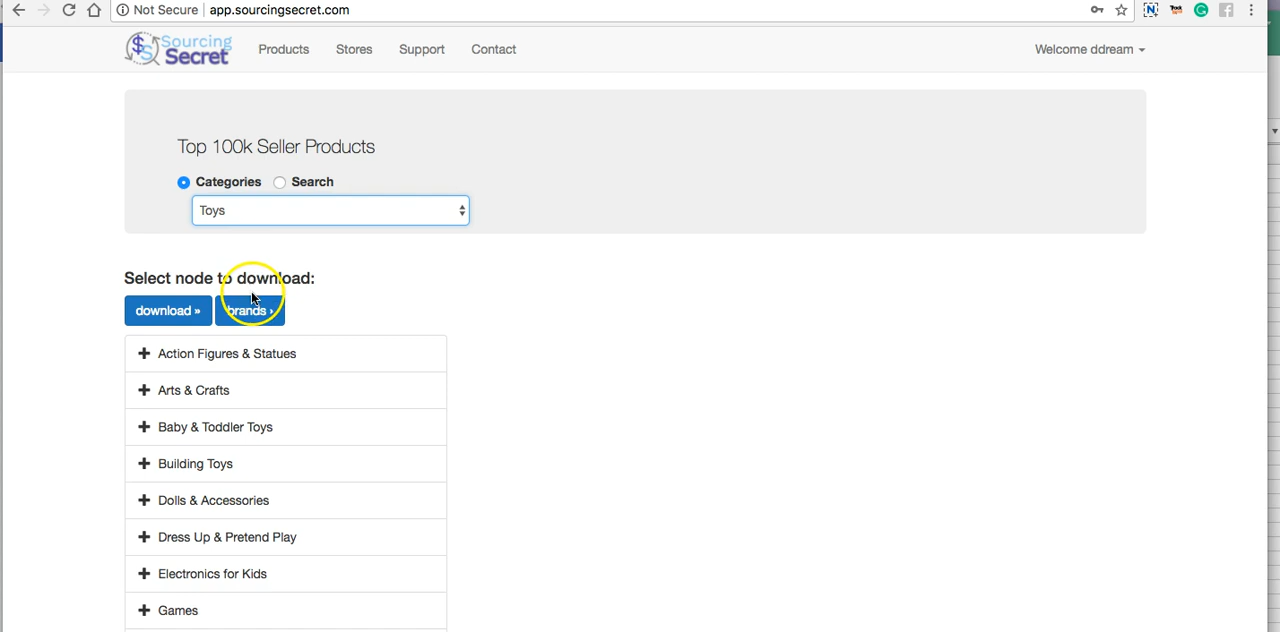 Not Secure | app.sourcingsecret.com
Sourcing Secret
Products
Stores
Support
Contact
Welcome ddream
Top 100k Seller Products
Categories
Search
Toys
Select node to download:
download »
brands ›
Action Figures & Statues
Arts & Crafts
Baby & Toddler Toys
Building Toys
Dolls & Accessories
Dress Up & Pretend Play
Electronics for Kids
Games